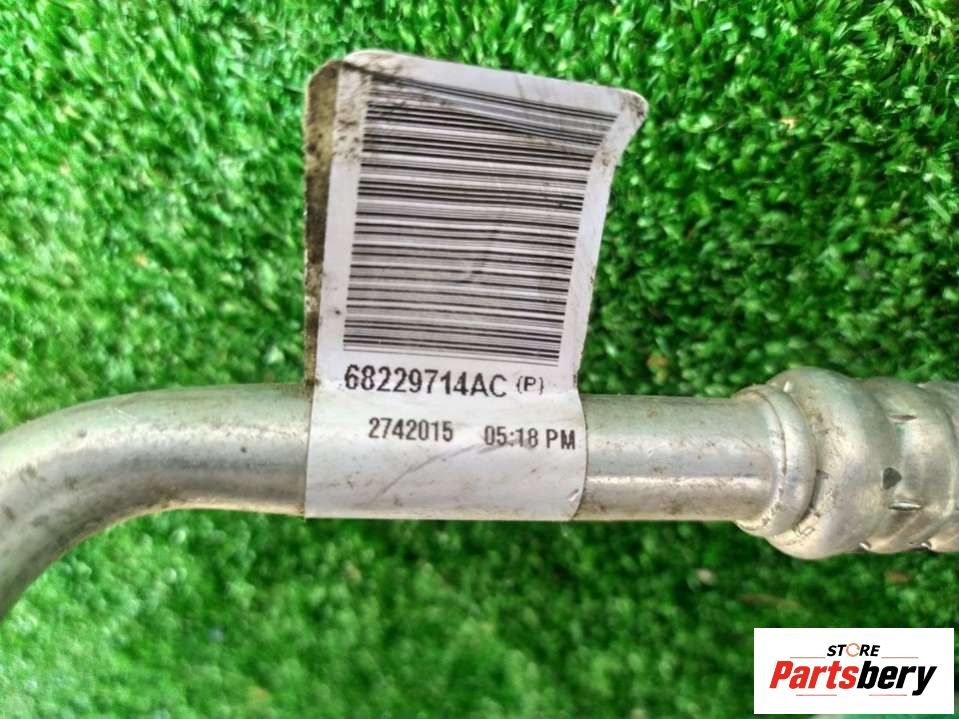 68229714AC (P)
2742015 05:18 PM
STORE
Partsbery